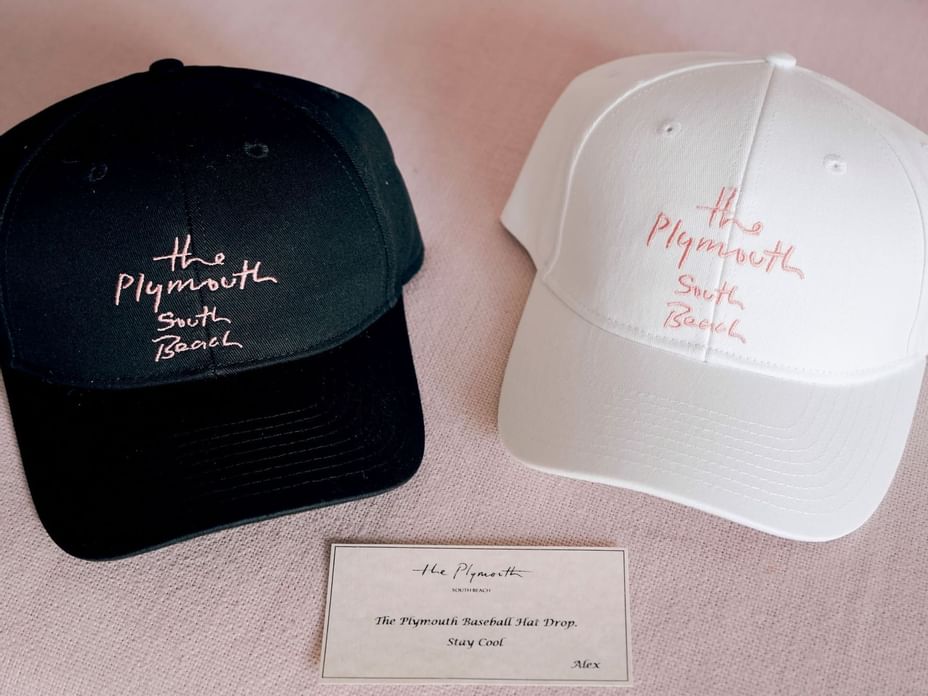 the
Plymouth
South
Beach
the
Plymouth
South
Beach
the Plymouth
SOUTH BEACH
The Plymouth Baseball Hat Drop.
Stay Cool
Alex